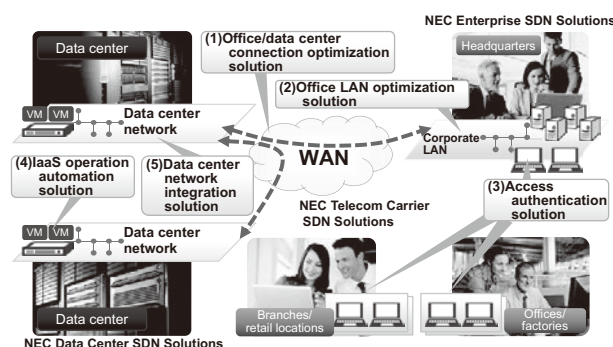 Data center
(1)Office/data center
connection optimization
solution
NEC Enterprise SDN Solutions
Headquarters
(2)Office LAN optimization
solution
VM VM
Data center
network
Corporate
LAN
WAN
(4)IaaS operation
automation
solution
(5)Data center
network
integration
solution
(3)Access
authentication
solution
NEC Telecom Carrier
SDN Solutions
VM VM
Data center
network
Data center
Branches/
retail locations
Offices/
factories
NEC Data Center SDN Solutions